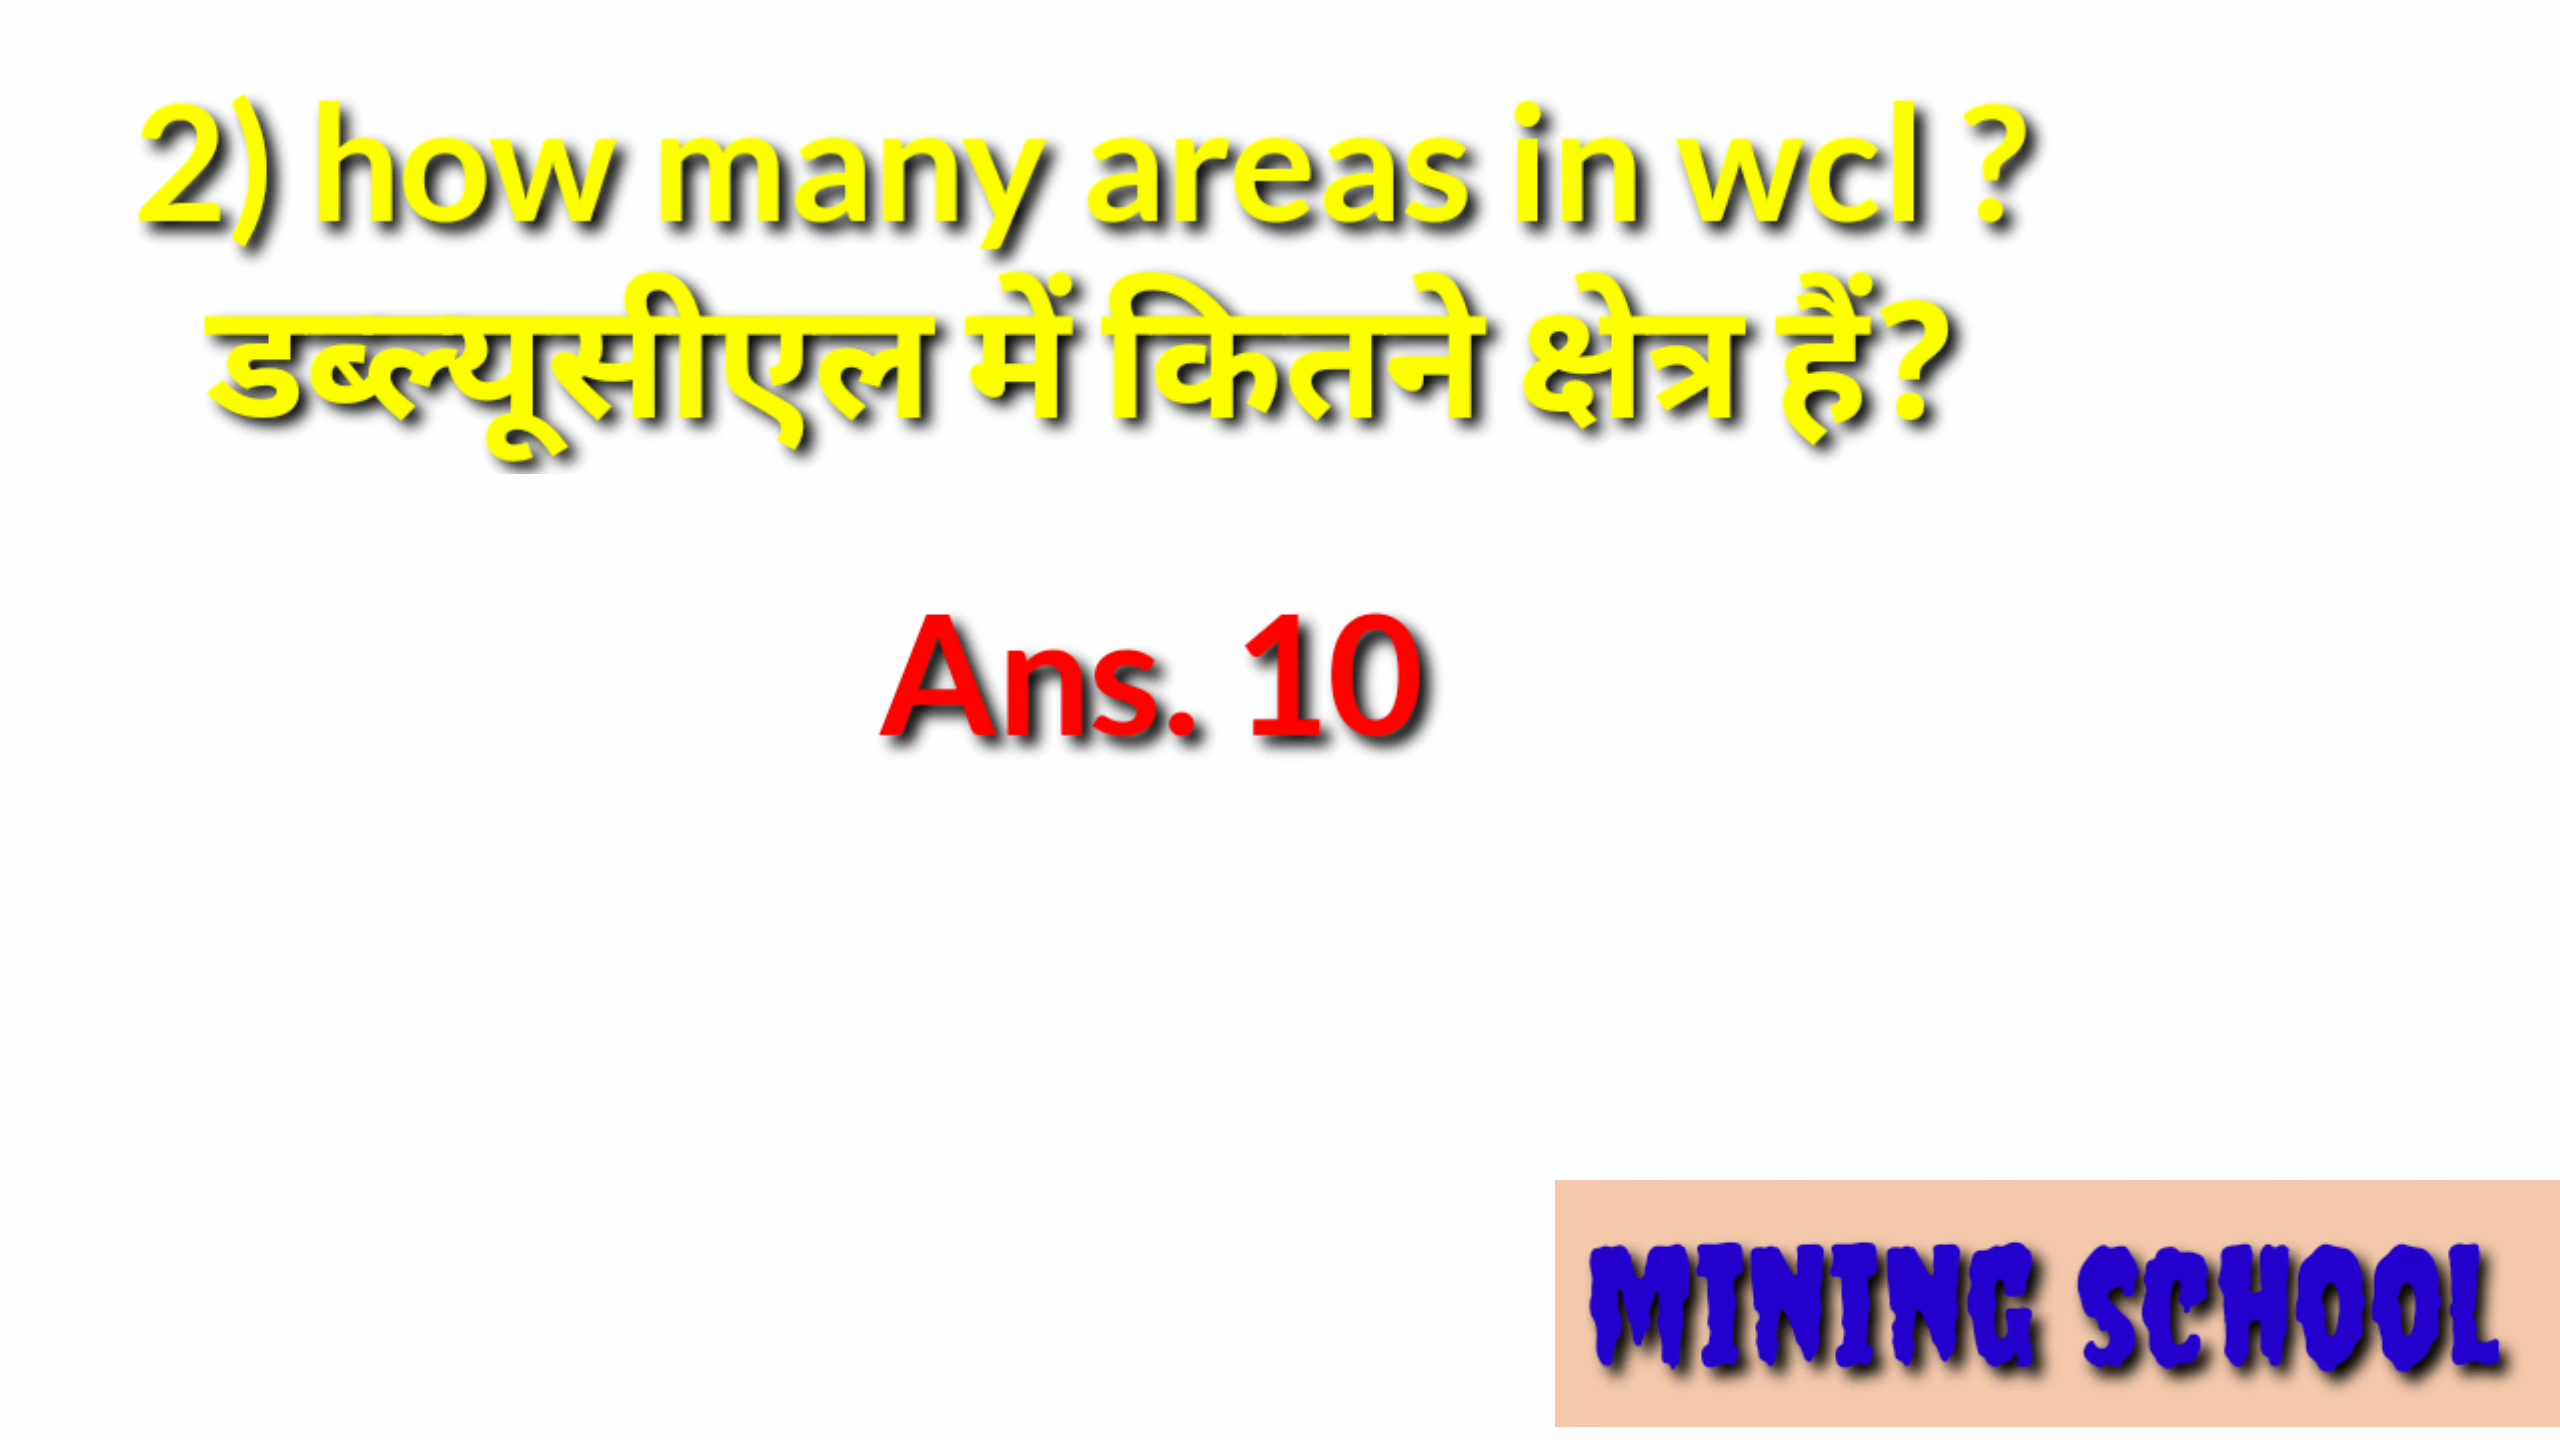 2) how many areas in wcl ?
डब्ल्यूसीएल में कितने क्षेत्र हैं?
Ans. 10
MINING SCHOOL